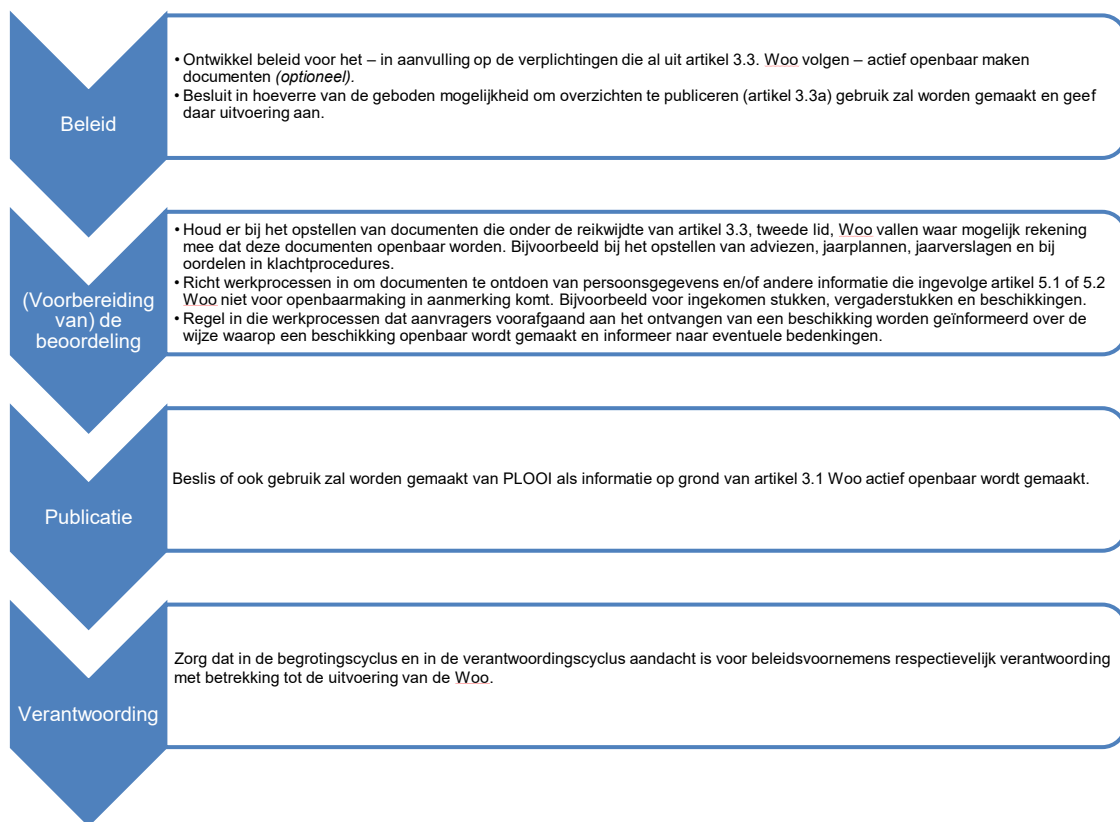 Beleid
• Ontwikkel beleid voor het – in aanvulling op de verplichtingen die al uit artikel 3.3. Woo volgen – actief openbaar maken
documenten (optioneel).
• Besluit in hoeverre van de geboden mogelijkheid om overzichten te publiceren (artikel 3.3a) gebruik zal worden gemaakt en geef
daar uitvoering aan.
(Voorbereiding
van) de
beoordeling
• Houd er bij het opstellen van documenten die onder de reikwijdte van artikel 3.3, tweede lid, Woo vallen waar mogelijk rekening
mee dat deze documenten openbaar worden. Bijvoorbeeld bij het opstellen van adviezen, jaarplannen, jaarverslagen en bij
oordelen in klachtprocedures.
• Richt werkprocessen in om documenten te ontdoen van persoonsgegevens en/of andere informatie die ingevolge artikel 5.1 of 5.2
Woo niet voor openbaarmaking in aanmerking komt. Bijvoorbeeld voor ingekomen stukken, vergaderstukken en beschikkingen.
• Regel in die werkprocessen dat aanvragers voorafgaand aan het ontvangen van een beschikking worden geïnformeerd over de
wijze waarop een beschikking openbaar wordt gemaakt en informeer naar eventuele bedenkingen.
Publicatie
Beslis of ook gebruik zal worden gemaakt van PLOOI als informatie op grond van artikel 3.1 Woo actief openbaar wordt gemaakt.
Verantwoording
Zorg dat in de begrotingscyclus en in de verantwoordingscyclus aandacht is voor beleidsvoornemens respectievelijk verantwoording
met betrekking tot de uitvoering van de Woo.